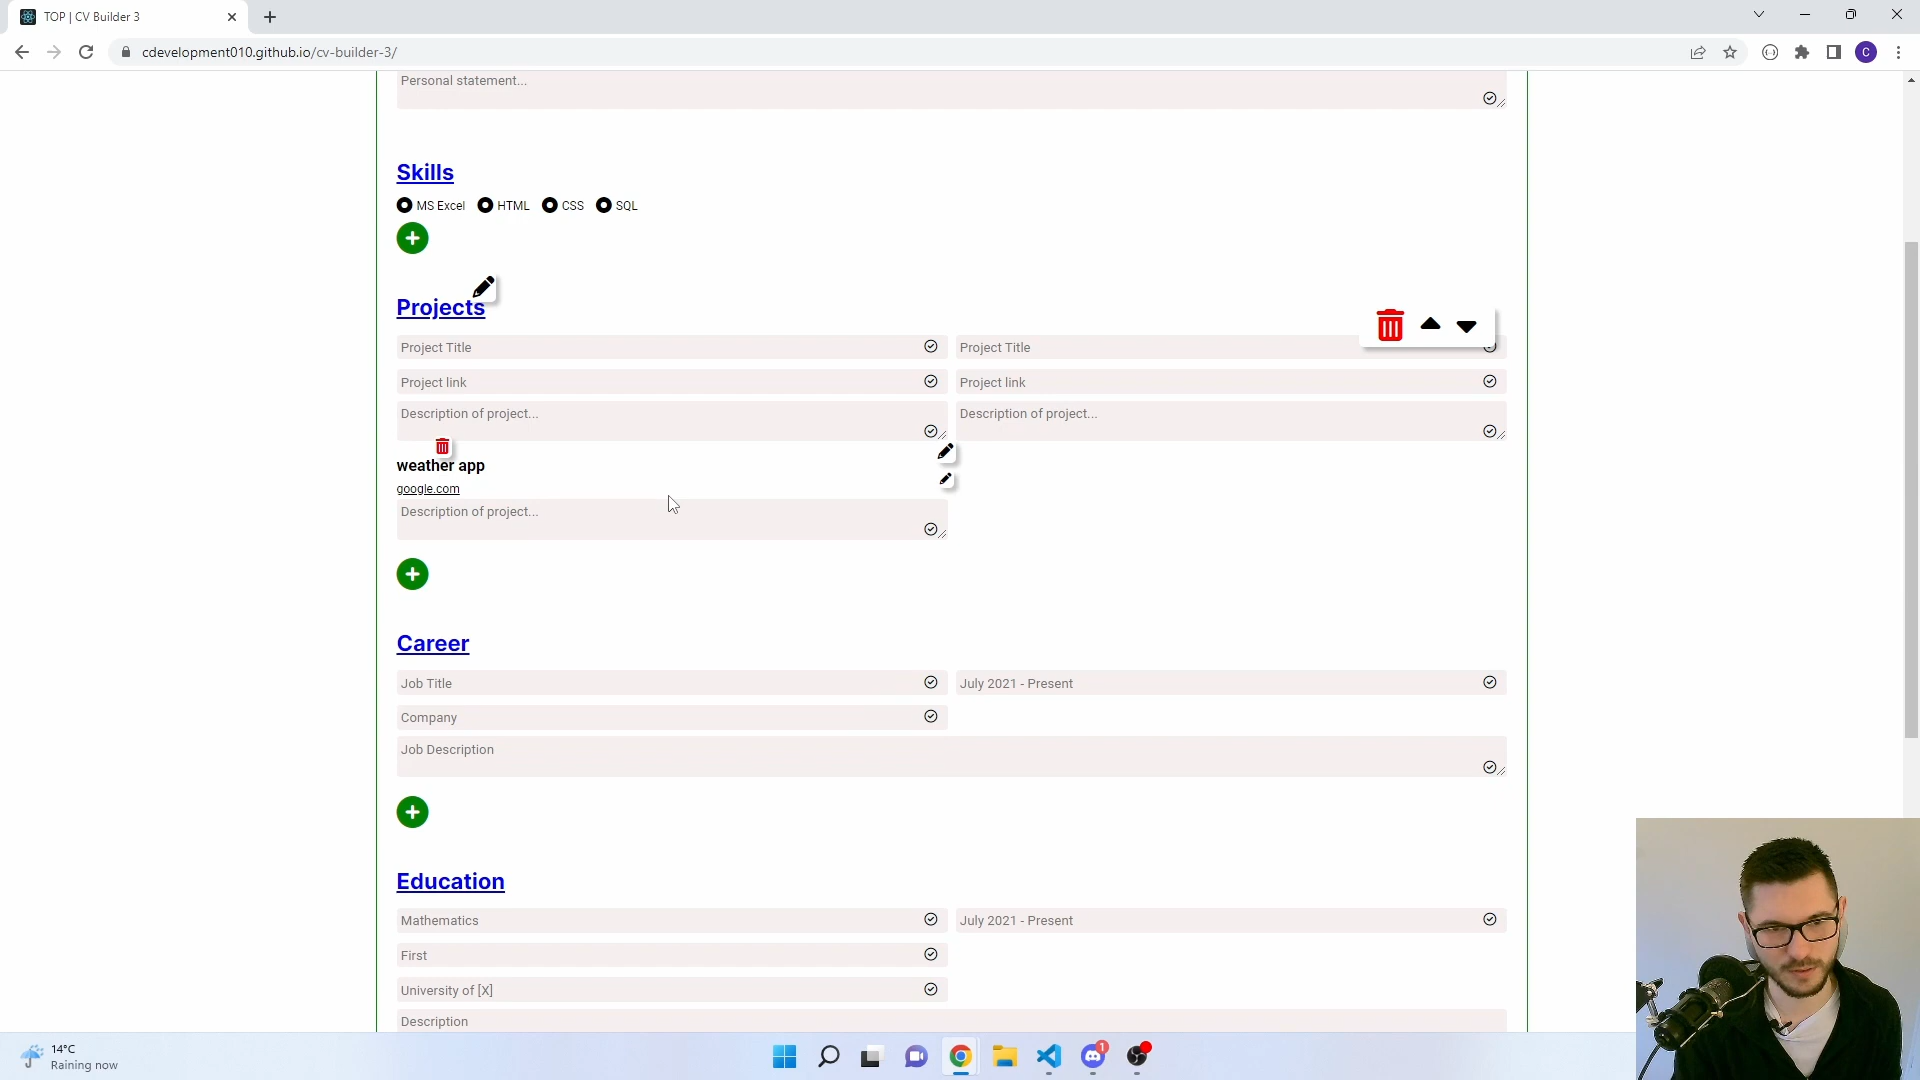 TOP | CV Builder 3
cdevelopment010.github.io/cv-builder-3/
C
Personal statement...
Skills
MS Excel HTML CSS SQL
Projects
Project Title Project Title
Project link Project link
Description of project... Description of project...
weather app
google.com
Description of project...
Career
Job Title July 2021 - Present
Company
Job Description
Education
Mathematics July 2021 - Present
First
University of [X]
Description
14°C
Raining now
1